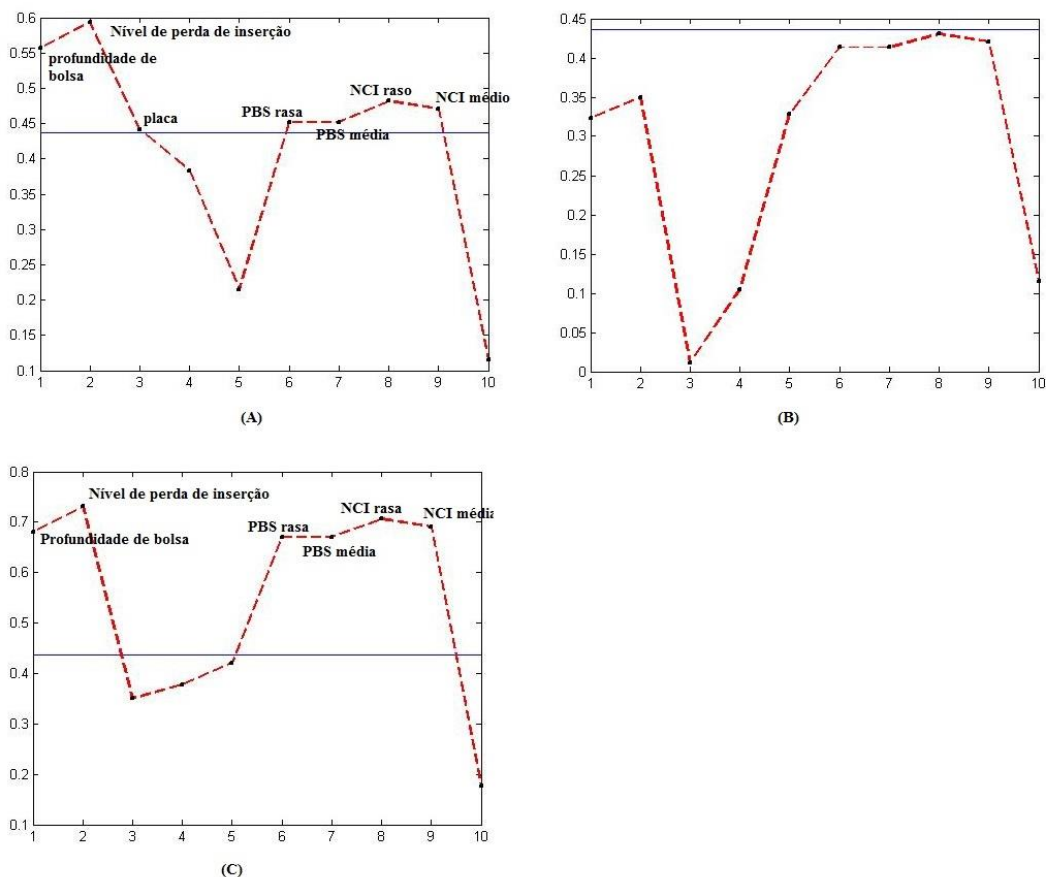 0.6
0.55
0.5
0.45
0.4
0.35
0.3
0.25
0.2
0.15
0.1
Nível de perda de inserção
profundidade de
bolsa
placa
PBS rasa
PBS média
NCI raso
NCI médio
1 2 3 4 5 6 7 8 9 10
(A)
0.45
0.4
0.35
0.3
0.25
0.2
0.15
0.1
0.05
0
1 2 3 4 5 6 7 8 9 10
(B)
0.8
0.7
0.6
0.5
0.4
0.3
0.2
0.1
Nível de perda de inserção
Profundidade de bolsa
PBS rasa
PBS média
NCI rasa
NCI média
1 2 3 4 5 6 7 8 9 10
(C)